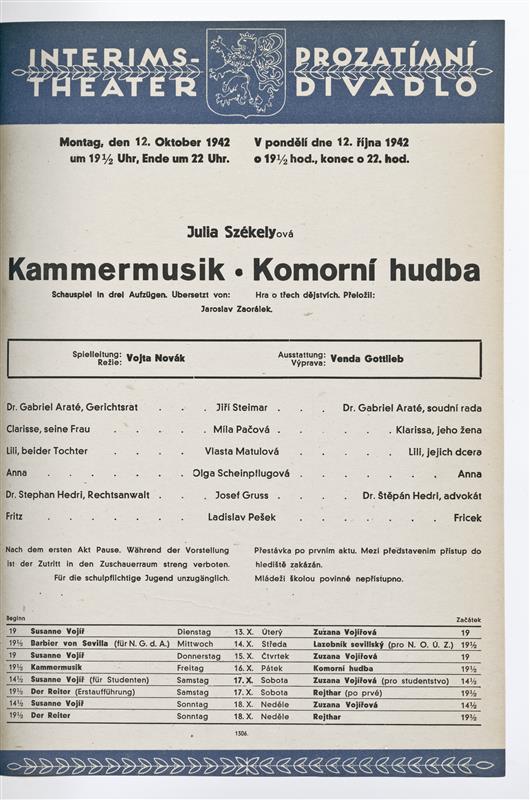 INTERIMS- PROZATÍMNÍ
THEATER DIVADLO
Montag, den 12. Oktober 1942 V pondělí dne 12. října 1942
um 19½ Uhr, Ende um 22 Uhr. o 19½ hod., konec o 22. hod.
Julia Székelyová
Kammermusik • Komorní hudba
Schauspiel in drei Aufzügen. Übersetzt von: Hra o třech dějstvích. Přeložil:
Jaroslav Zaorálek.
Spielleitung: Ausstattung:
Režie: Vojta Novák Výprava: Venda Gottlieb
Dr. Gabriel Araté, Gerichtsrat . . . Jiří Steimar . . . Dr. Gabriel Araté, soudní rada
Clarisse, seine Frau . . . . . Míla Pačová . . . . Klarissa, jeho žena
Lili, beider Tochter . . . . . Vlasta Matulová . . . . Lili, jejich dcera
Anna . . . . . . . Olga Scheinpflugová . . . . . . Anna
Dr. Stephan Hedri, Rechtsanwalt . . . Josef Gruss . . . . Dr. Štěpán Hedri, advokát
Fritz . . . . . . . Ladislav Pešek . . . . . . Fricek
Nach dem ersten Akt Pause. Während der Vorstellung Přestávka po prvním aktu. Mezi představením přístup do
ist der Zutritt in den Zuschauerraum streng verboten. hlediště zakázán.
Für die schulpflichtige Jugend unzugänglich. Mládeži školou povinné nepřístupno.
Beginn Začátek
19 Susanne Vojíř Dienstag 13. X. Úterý Zuzana Vojířová 19
19½ Barbier von Sevilla (für N. G. d. A.) Mittwoch 14. X. Středa Lazebník sevillský (pro N. O. Ú. Z.) 19½
19 Susanne Vojíř Donnerstag 15. X. Čtvrtek Zuzana Vojířová 19
19½ Kammermusik Freitag 16. X. Pátek Komorní hudba 19½
14½ Susanne Vojíř (für Studenten) Samstag 17. X. Sobota Zuzana Vojířová (pro studentstvo) 14½
19½ Der Reiter (Erstaufführung) Samstag 17. X. Sobota Rejthar (po prvé) 19½
14½ Susanne Vojíř Sonntag 18. X. Neděle Zuzana Vojířová 14½
19½ Der Reiter Sonntag 18. X. Neděle Rejthar 19½
1306.